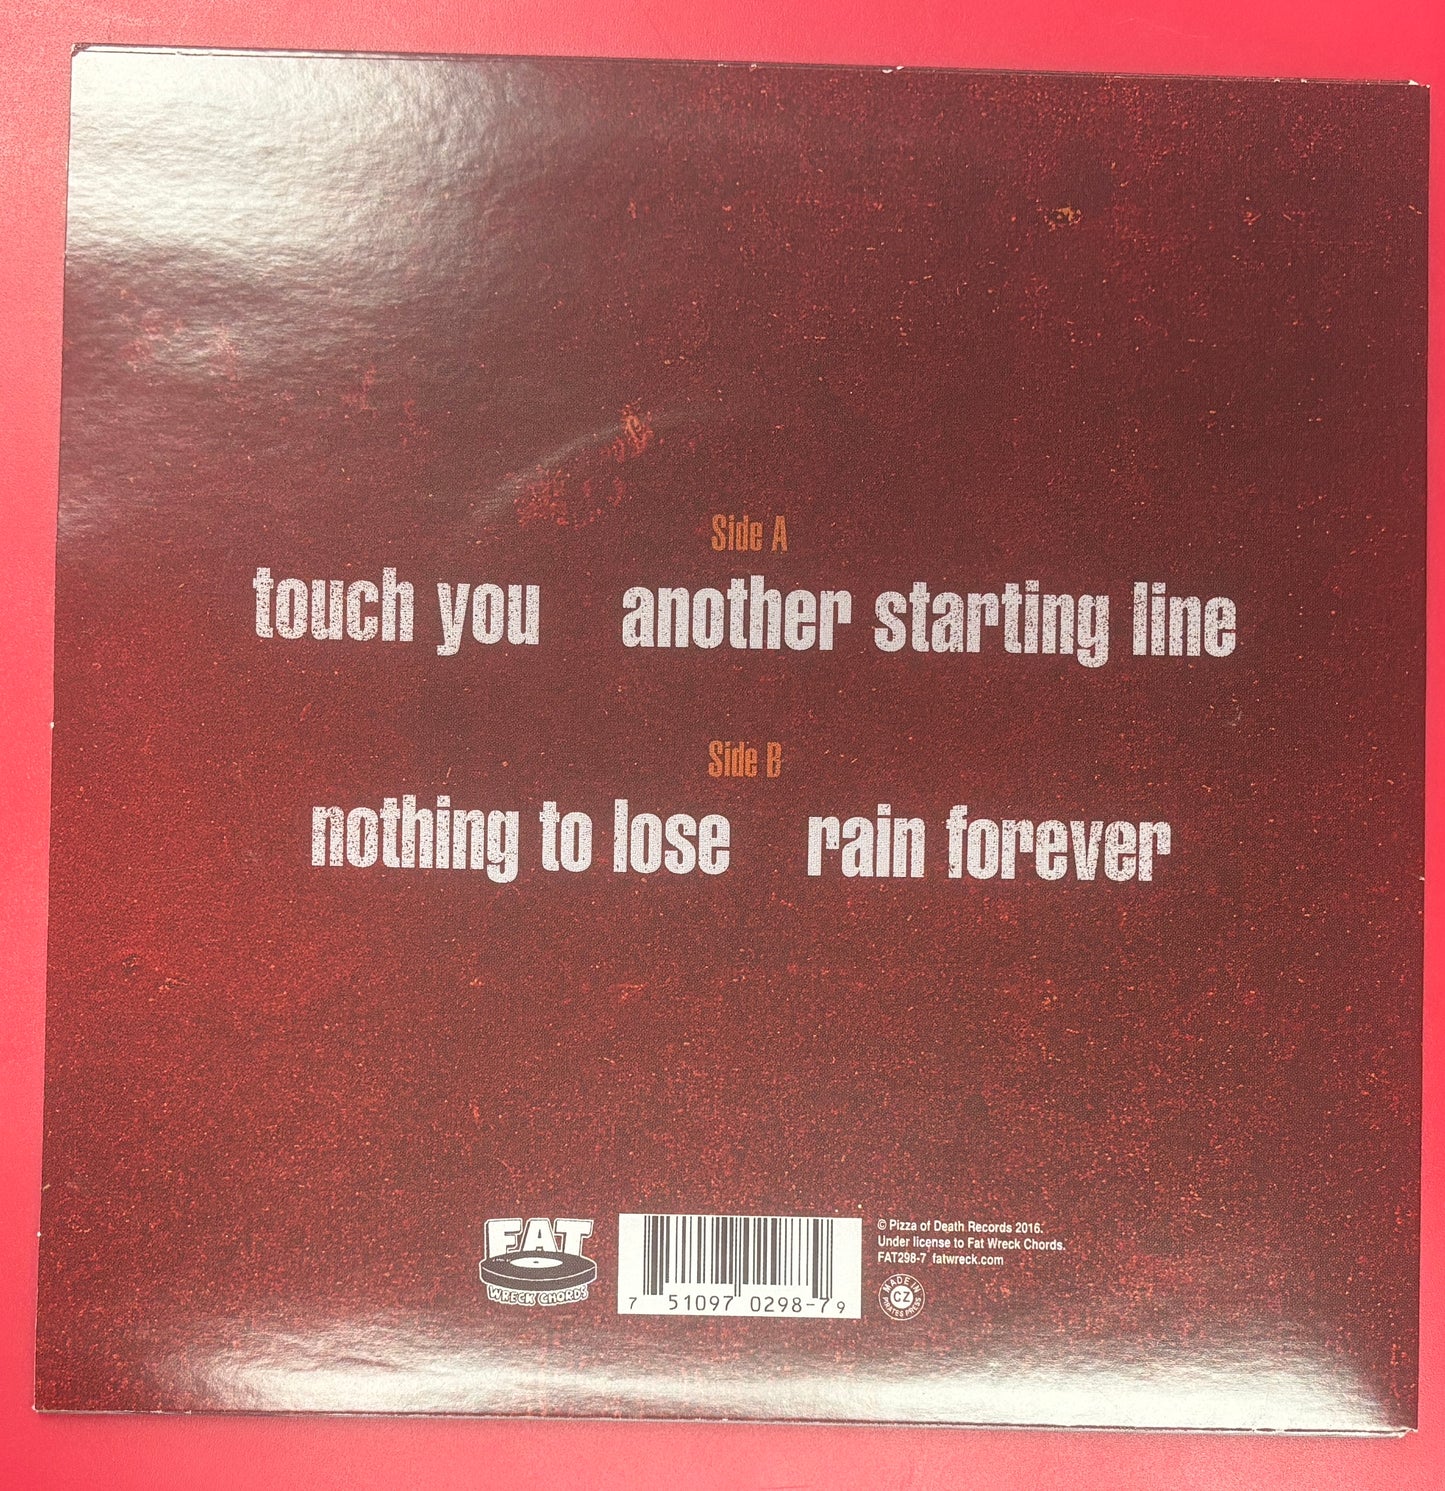 Side A
touch you another starting line
Side B
nothing to lose rain forever
FAT
WRECK CHORDS
7 51097 0298-7 9
© Pizza of Death Records 2016.
Under license to Fat Wreck Chords.
FAT298-7 fatwreck.com
MADE IN
CZ
PIRATES PRESS